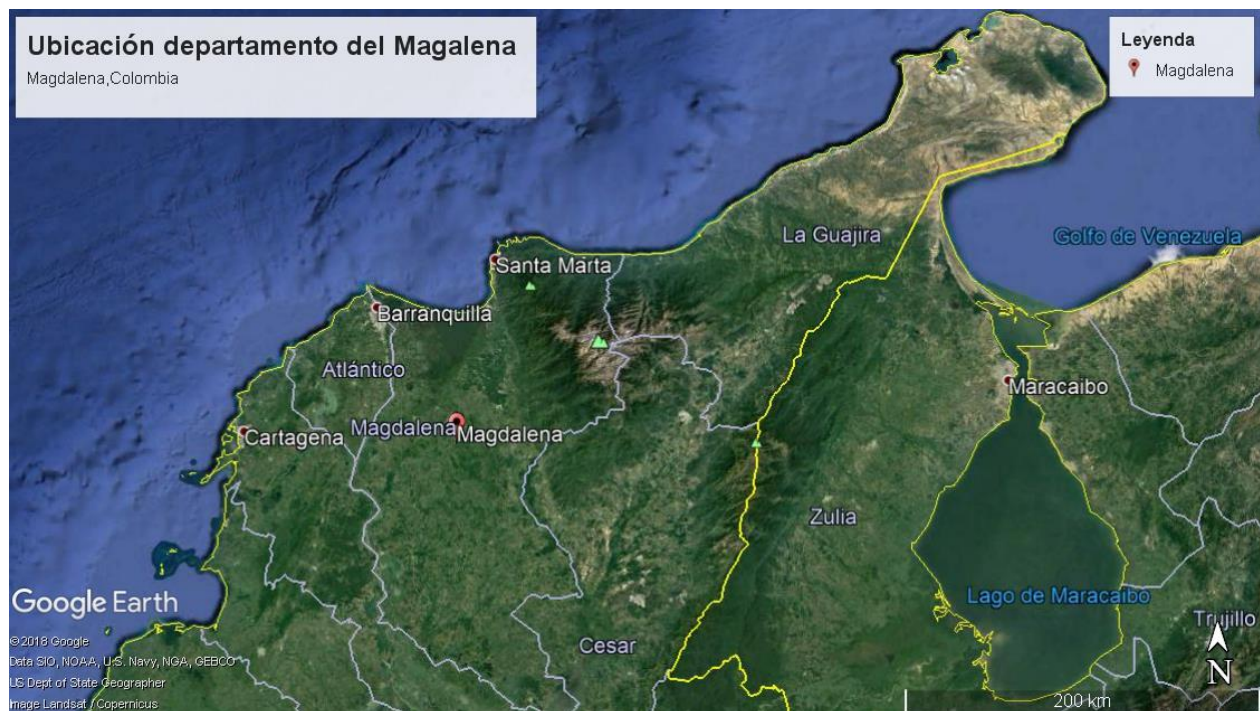 Ubicación departamento del Magalena
Magdalena,Colombia
Leyenda
Magdalena
La Guajira
Golfo de Venezuela
Santa Marta
Barranquilla
Atlántico
Maracaibo
Cartagena
Magdalena
Magdalena
Zulia
Lago de Maracaibo
Google Earth
Trujillo
Cesar
©2018 Google
Data SIO, NOAA, U.S. Navy, NGA, GEBCO
US Dept of State Geographer
Image Landsat / Copernicus
N
200 km